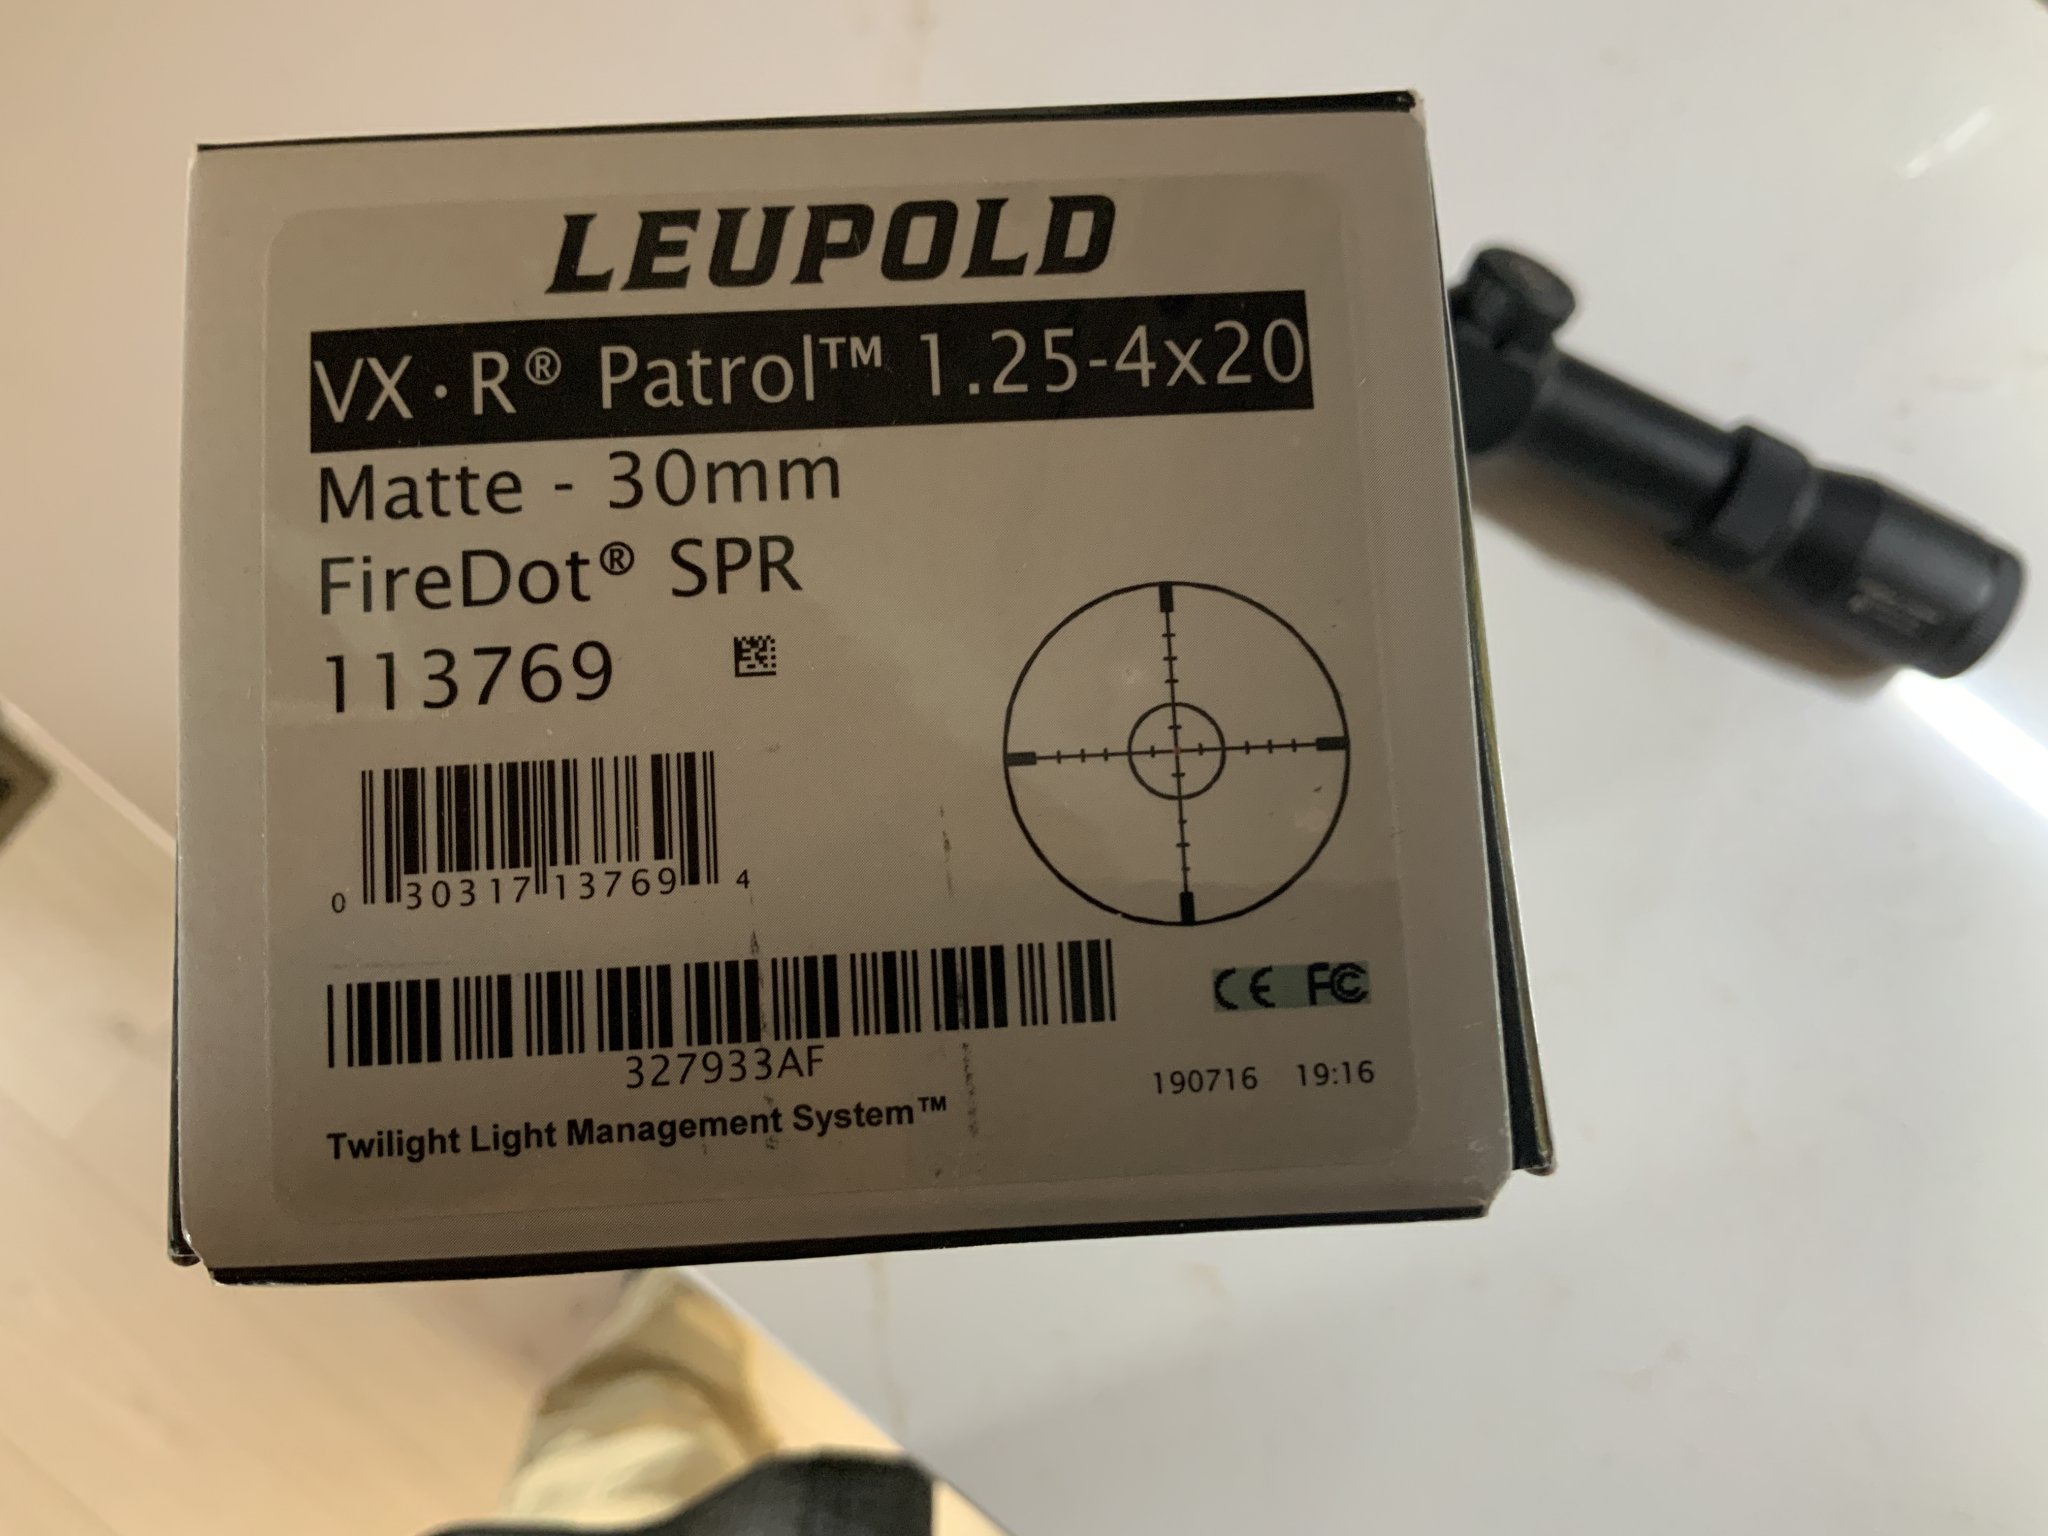 LEUPOLD
VX·R® Patrol™ 1.25-4x20
Matte - 30mm
FireDot® SPR
113769
0 30317 13769 4
327933AF
CE FC
190716 19:16
Twilight Light Management System™